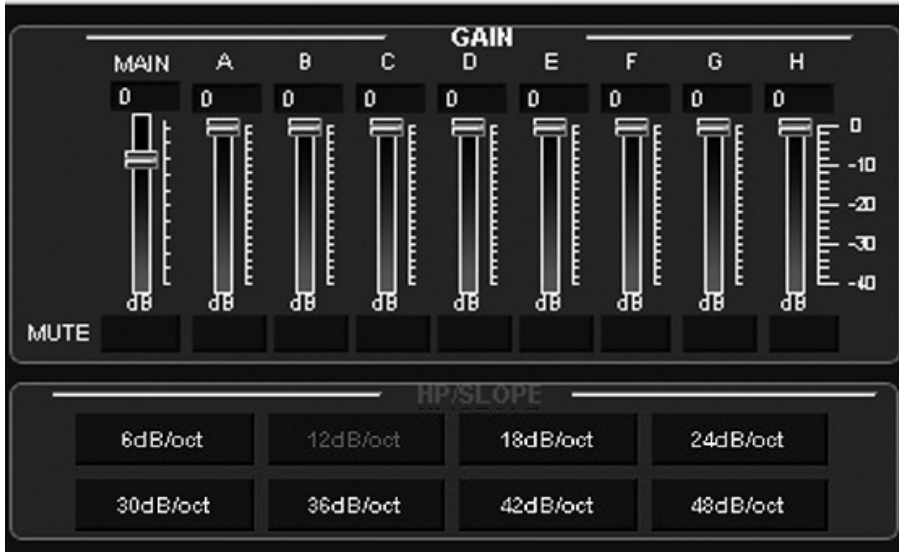 GAIN
MAIN A B C D E F G H
0 0 0 0 0 0 0 0 0
0
-10
-20
-30
-40
dB dB dB dB dB dB dB dB dB
MUTE
HP/SLOPE
6dB/oct 12dB/oct 18dB/oct 24dB/oct
30dB/oct 36dB/oct 42dB/oct 48dB/oct